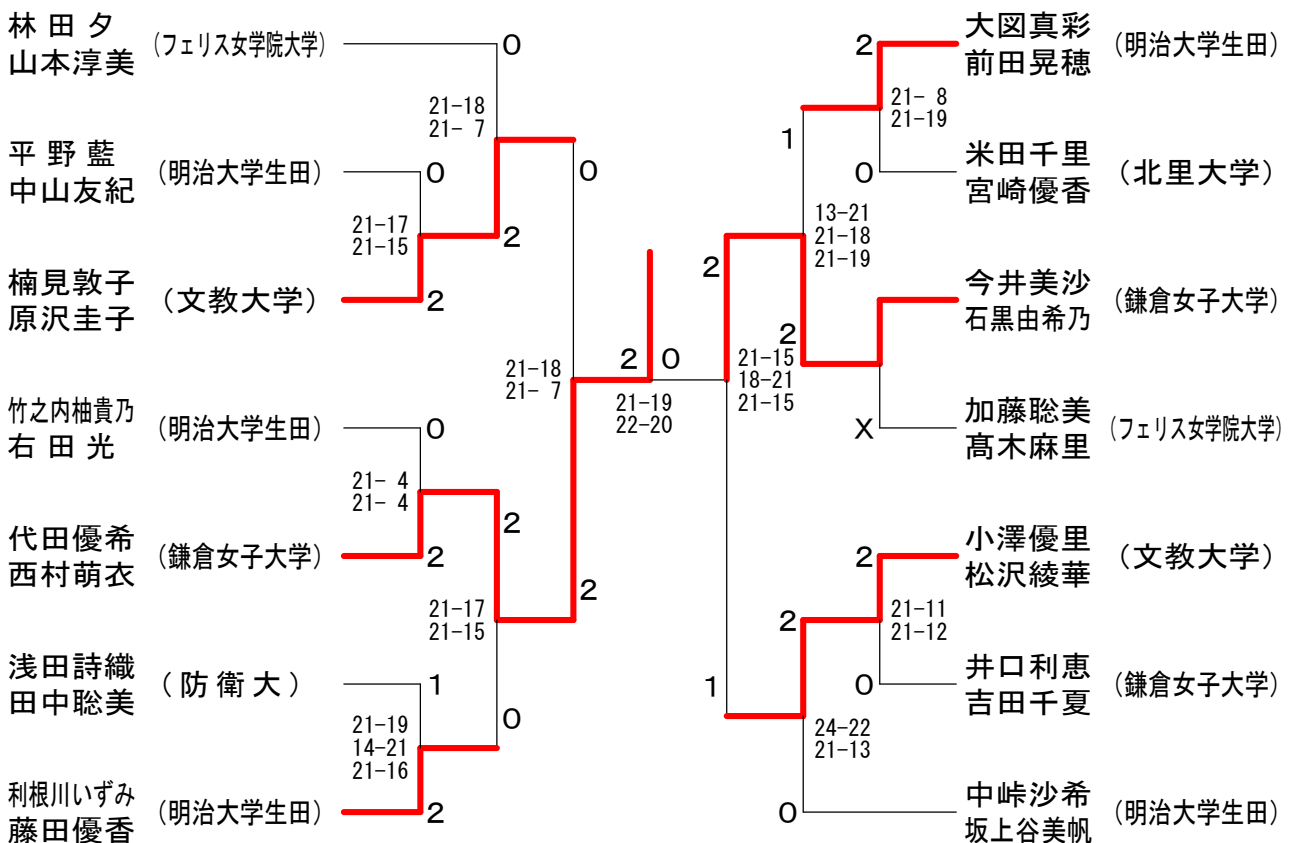 林田夕
山本淳美
(フェリス女学院大学)
0
21-18
21- 7
平野藍
中山友紀
(明治大学生田)
0
21-17
21-15
2
楠見敦子
原沢圭子
(文教大学)
2
0
21-18
21- 7
竹之内柚貴乃
右田光
(明治大学生田)
0
21- 4
21- 4
2
代田優希
西村萌衣
(鎌倉女子大学)
2
21-17
21-15
2
浅田詩織
田中聡美
(防衛大)
1
21-19
14-21
21-16
0
利根川いずみ
藤田優香
(明治大学生田)
2
2 0
21-19
22-20
大図真彩
前田晃穂
(明治大学生田)
2
21- 8
21-19
1
米田千里
宮崎優香
(北里大学)
0
13-21
21-18
21-19
2
今井美沙
石黒由希乃
(鎌倉女子大学)
2
21-15
18-21
21-15
加藤聡美
髙木麻里
(フェリス女学院大学)
X
小澤優里
松沢綾華
(文教大学)
2
21-11
21-12
2
井口利恵
吉田千夏
(鎌倉女子大学)
0
1
24-22
21-13
中峠沙希
坂上谷美帆
(明治大学生田)
0